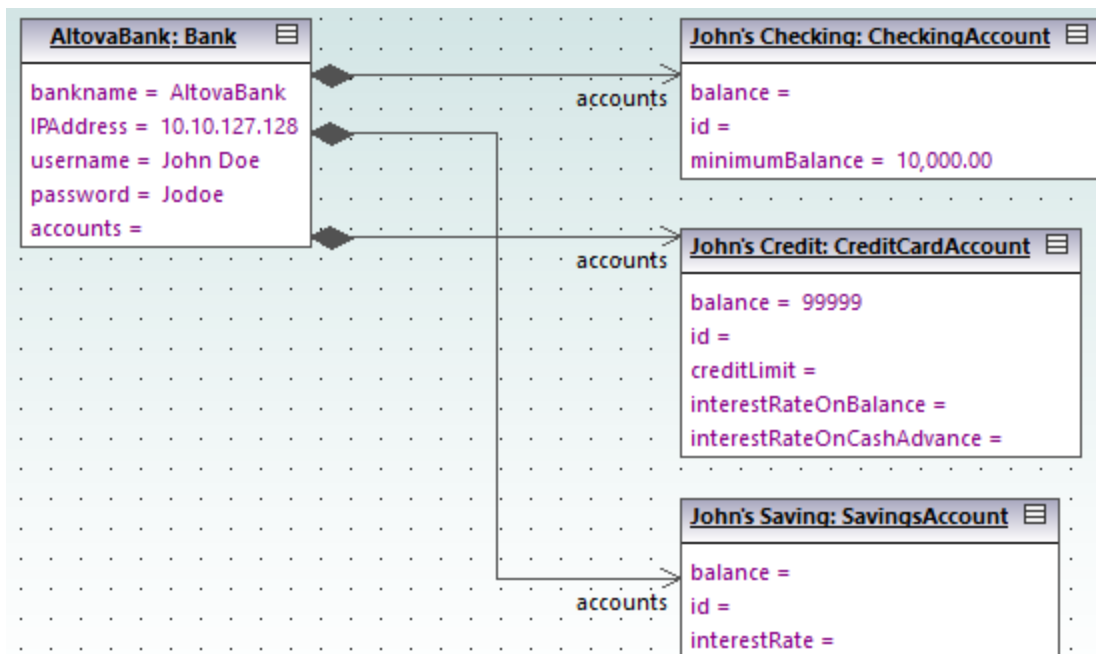 AltovaBank: Bank
bankname = AltovaBank
IPAddress = 10.10.127.128
username = John Doe
password = Jodoe
accounts =
accounts
John's Checking: CheckingAccount
balance =
id =
minimumBalance = 10,000.00
accounts
John's Credit: CreditCardAccount
balance = 99999
id =
creditLimit =
interestRateOnBalance =
interestRateOnCashAdvance =
accounts
John's Saving: SavingsAccount
balance =
id =
interestRate =